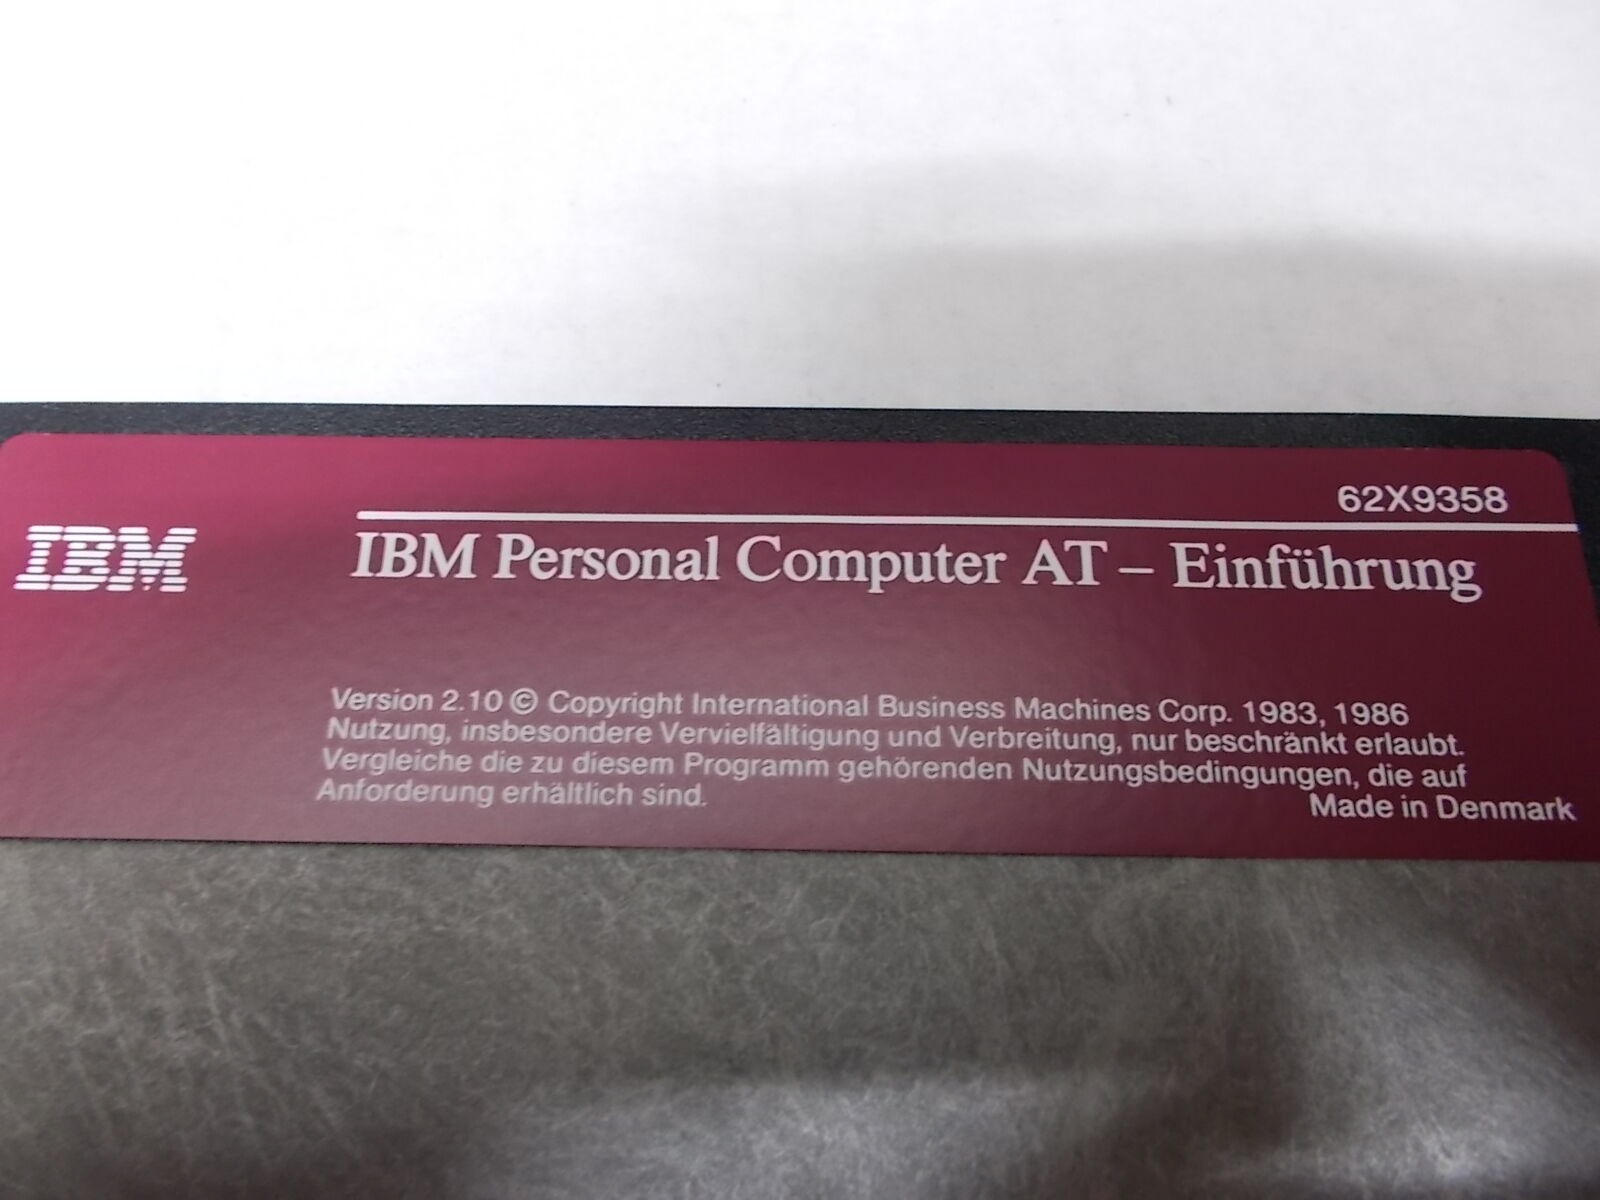 62X9358
IBM
IBM Personal Computer AT – Einführung
Version 2.10 © Copyright International Business Machines Corp. 1983, 1986
Nutzung, insbesondere Vervielfältigung und Verbreitung, nur beschränkt erlaubt.
Vergleiche die zu diesem Programm gehörenden Nutzungsbedingungen, die auf
Anforderung erhältlich sind.
Made in Denmark